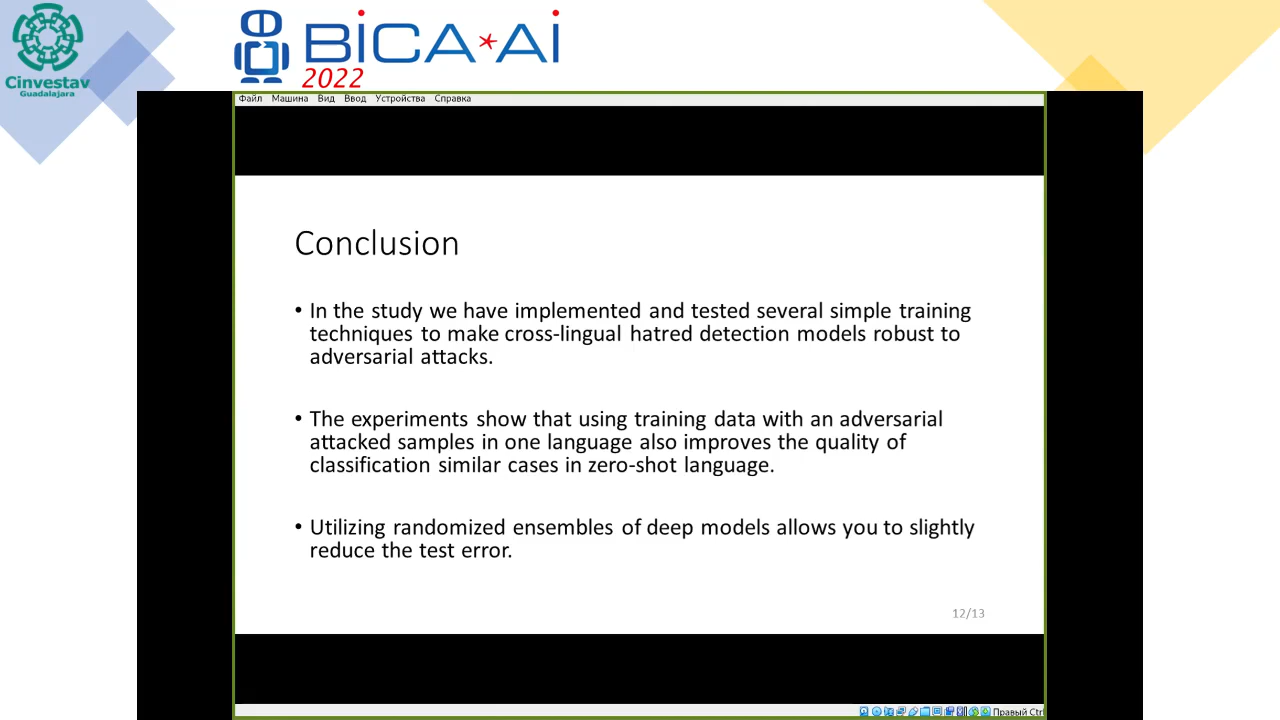 Cinvestav
Guadalajara
BiCA*Ai
2022
Файл Машина Вид Ввод Устройства Справка
Conclusion
• In the study we have implemented and tested several simple training
techniques to make cross-lingual hatred detection models robust to
adversarial attacks.
• The experiments show that using training data with an adversarial
attacked samples in one language also improves the quality of
classification similar cases in zero-shot language.
• Utilizing randomized ensembles of deep models allows you to slightly
reduce the test error.
12/13
Правый Ctrl